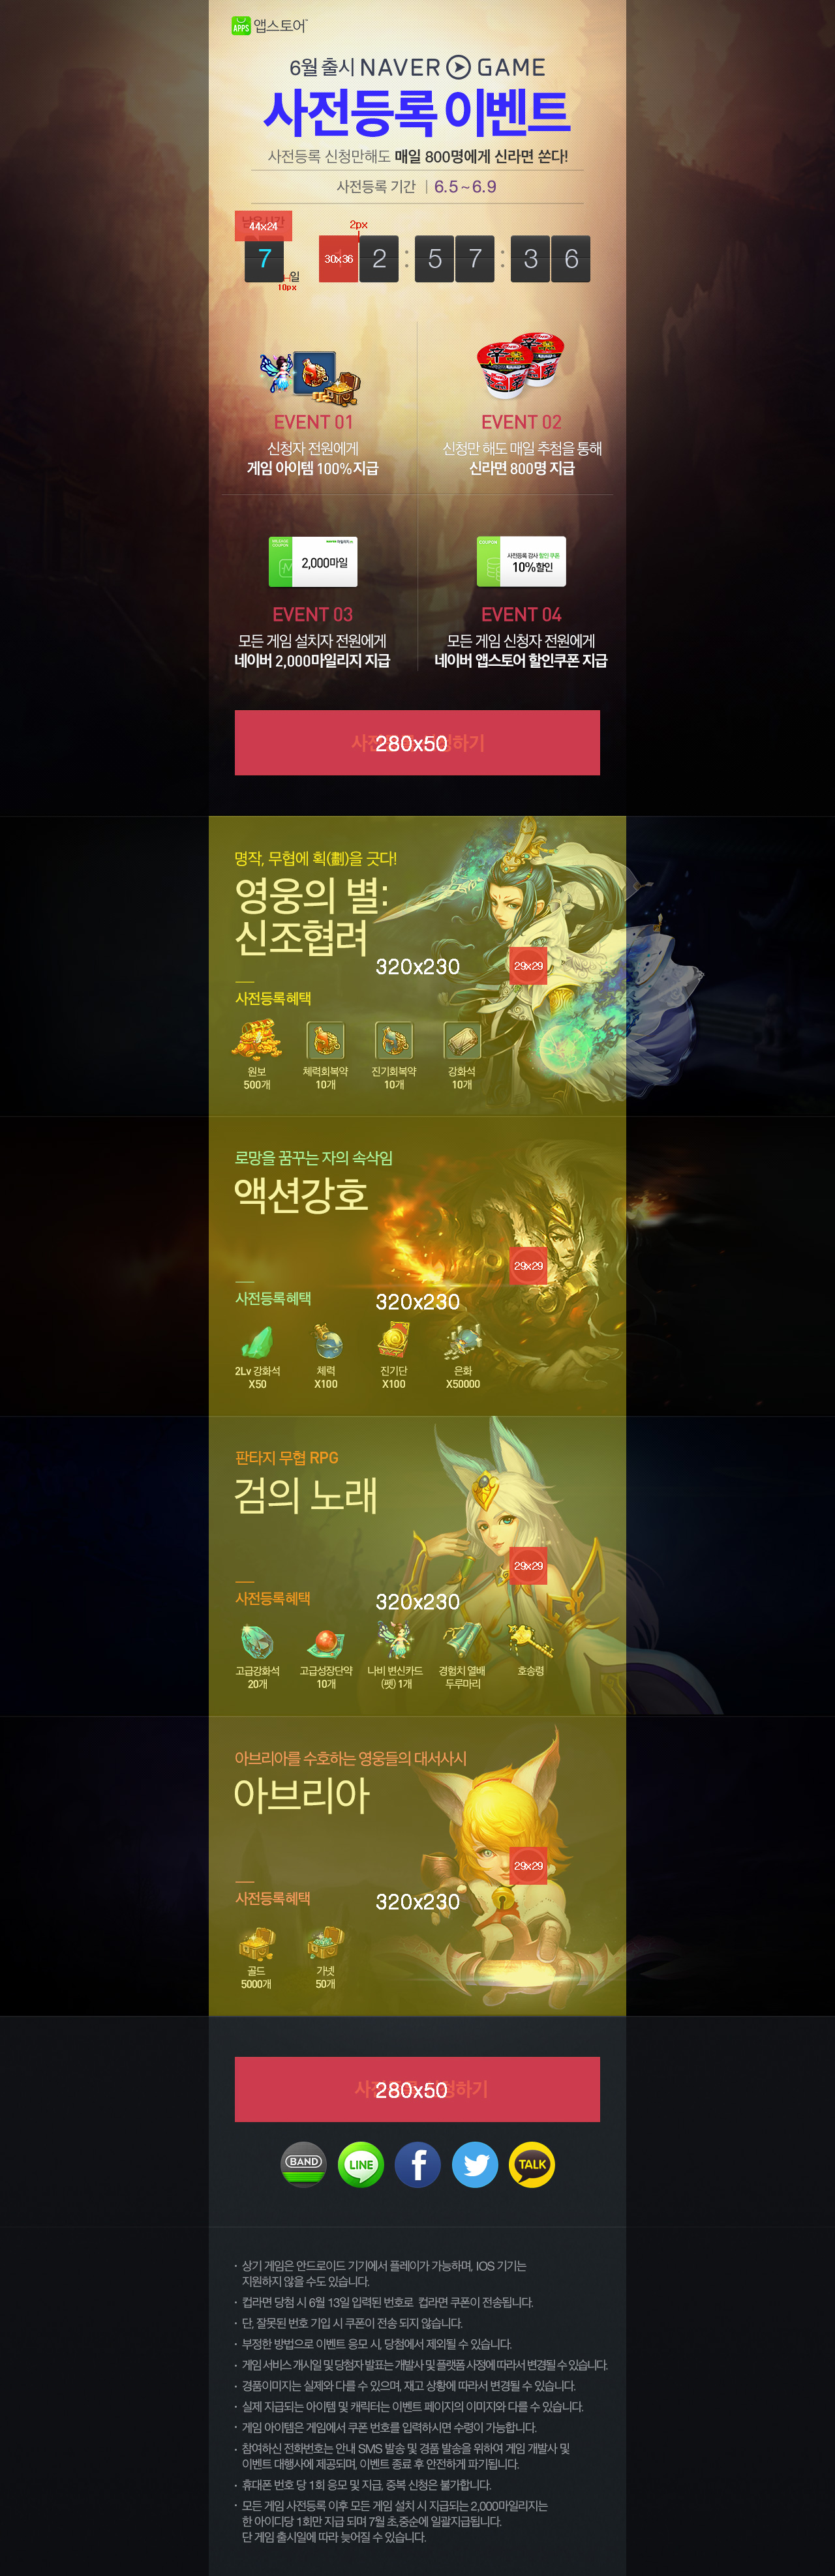 APPS 앱스토어
6월 출시 NAVER GAME
사전등록 이벤트
사전등록 신청만해도 매일 800명에게 신라면 쏜다!
사전등록 기간 | 6.5 ~ 6.9
44x24
2px
7 일 30x36 2 : 5 7 : 3 6
10px
EVENT 01
신청자 전원에게
게임 아이템 100%지급
EVENT 02
신청만 해도 매일 추첨을 통해
신라면 800명 지급
2,000마일
EVENT 03
모든 게임 설치자 전원에게
네이버 2,000마일리지 지급
COUPON
사전등록 감사 할인 쿠폰
10%할인
EVENT 04
모든 게임 신청자 전원에게
네이버 앱스토어 할인쿠폰 지급
280x50
명작, 무협에 획(劃)을 긋다!
영웅의 별:
신조협려
320x230
29x29
사전등록혜택
원보
500개
체력회복약
10개
진기회복약
10개
강화석
10개
로망을 꿈꾸는 자의 속삭임
액션강호
29x29
사전등록혜택
320x230
2Lv 강화석
X50
체력
X100
진기단
X100
은화
X50000
판타지 무협 RPG
검의 노래
29x29
사전등록혜택
320x230
고급강화석
20개
고급성장단약
10개
나비 변신카드
(펫) 1개
경험치 열배
두루마리
호송령
아브리아를 수호하는 영웅들의 대서사시
아브리아
29x29
사전등록혜택
320x230
골드
5000개
가넷
50개
280x50
BAND LINE f TALK
· 상기 게임은 안드로이드 기기에서 플레이가 가능하며, IOS 기기는
지원하지 않을 수도 있습니다.
· 컵라면 당첨 시 6월 13일 입력된 번호로 컵라면 쿠폰이 전송됩니다.
· 단, 잘못된 번호 기입 시 쿠폰이 전송 되지 않습니다.
· 부정한 방법으로 이벤트 응모 시, 당첨에서 제외될 수 있습니다.
· 게임 서비스 개시일 및 당첨자 발표는 개발사 및 플랫폼 사정에 따라서 변경될 수 있습니다.
· 경품이미지는 실제와 다를 수 있으며, 재고 상황에 따라서 변경될 수 있습니다.
· 실제 지급되는 아이템 및 캐릭터는 이벤트 페이지의 이미지와 다를 수 있습니다.
· 게임 아이템은 게임에서 쿠폰 번호를 입력하시면 수령이 가능합니다.
· 참여하신 전화번호는 안내 SMS 발송 및 경품 발송을 위하여 게임 개발사 및
이벤트 대행사에 제공되며, 이벤트 종료 후 안전하게 파기됩니다.
· 휴대폰 번호 당 1회 응모 및 지급, 중복 신청은 불가합니다.
· 모든 게임 사전등록 이후 모든 게임 설치 시 지급되는 2,000마일리지는
한 아이디당 1회만 지급 되며 7월 초,중순에 일괄지급됩니다.
단 게임 출시일에 따라 늦어질 수 있습니다.